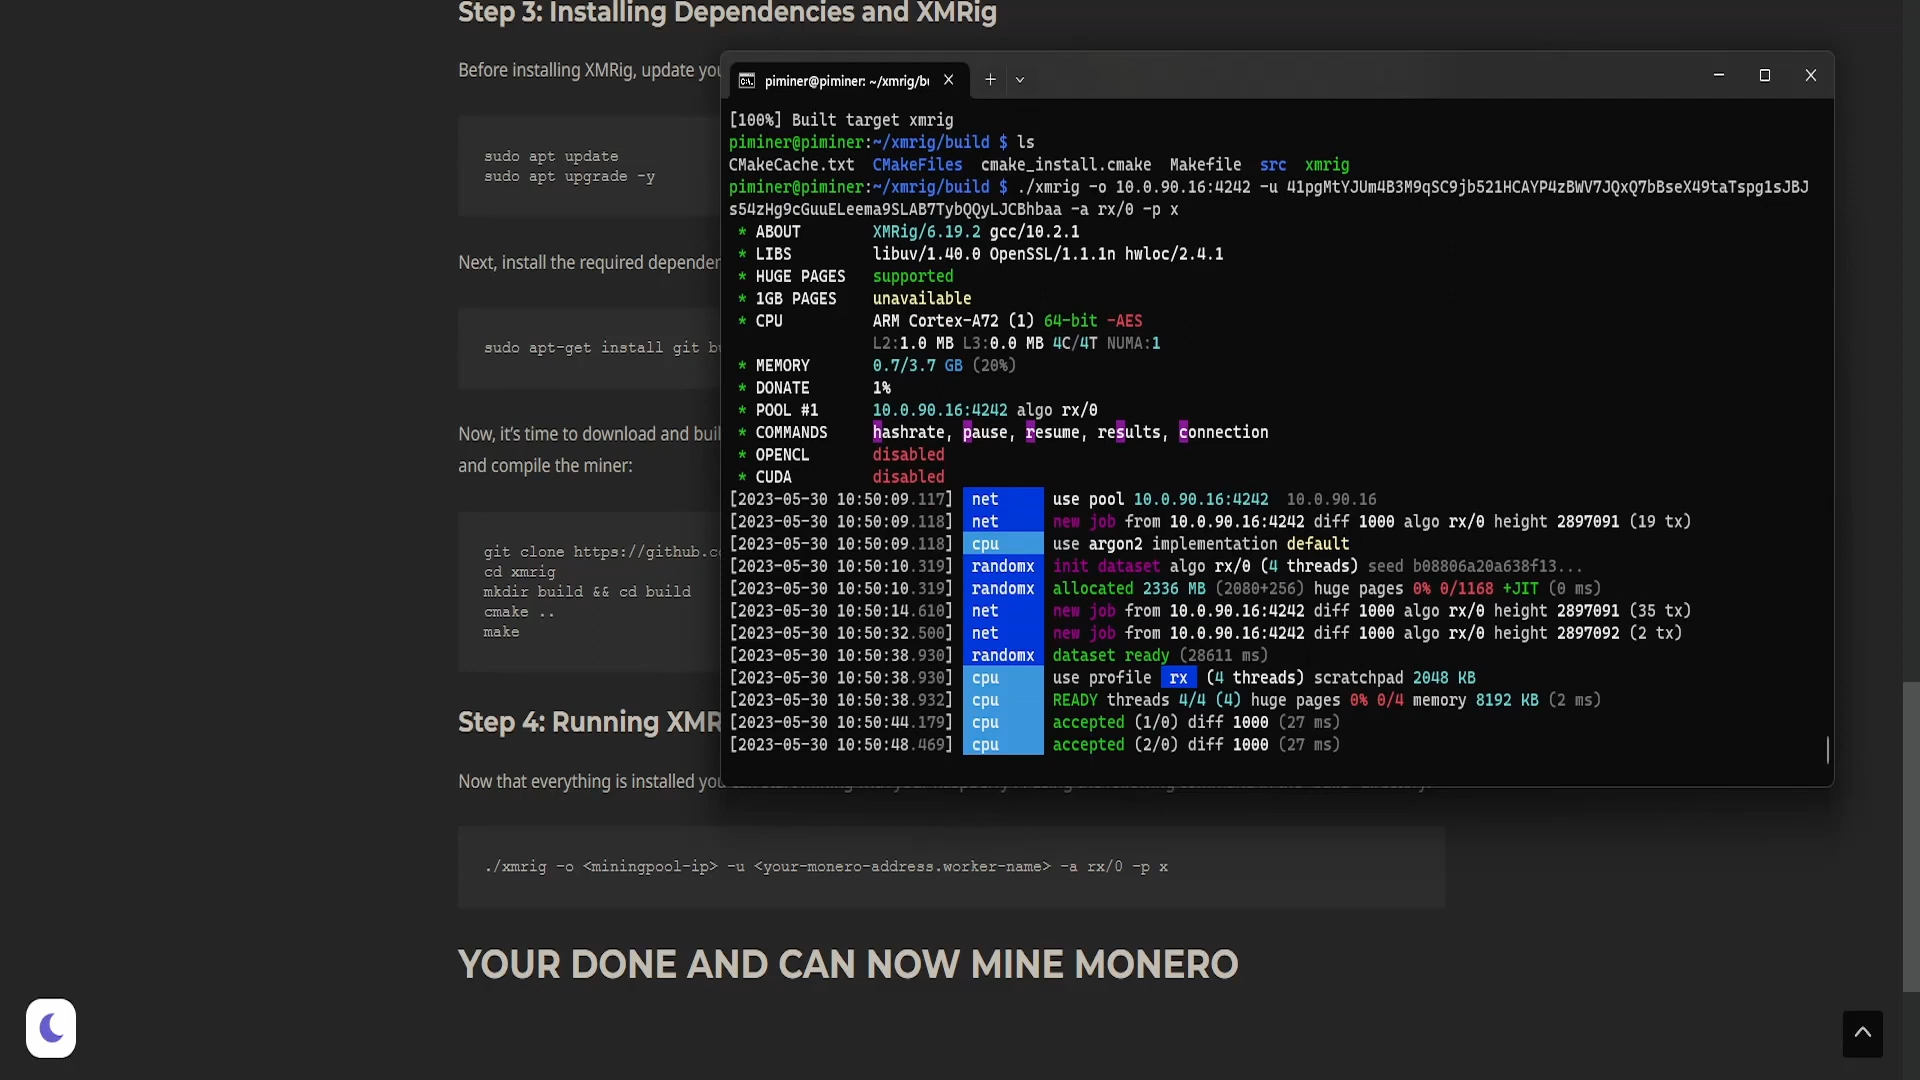 Step 3: Installing Dependencies and XMRig
Before installing XMRig, update you
sudo apt update
sudo apt upgrade -y
Next, install the required depender
sudo apt-get install git bu
Now, it's time to download and buil
and compile the miner:
git clone https://github.co
cd xmrig
mkdir build && cd build
cmake ..
make
Step 4: Running XMR
Now that everything is installed you
./xmrig -o <miningpool-ip> -u <your-monero-address.worker-name> -a rx/0 -p x
YOUR DONE AND CAN NOW MINE MONERO
piminer@piminer: ~/xmrig/bu
[100%] Built target xmrig
piminer@piminer:~/xmrig/build $ ls
CMakeCache.txt CMakeFiles cmake_install.cmake Makefile src xmrig
piminer@piminer:~/xmrig/build $ ./xmrig -o 10.0.90.16:4242 -u 41pgMtYJUm4B3M9qSC9jb521HCAYP4zBWV7JQxQ7bBseX49taTspg1sJBJ
s54zHg9cGuuELeema9SLAB7TybQQyLJCBhbaa -a rx/0 -p x
* ABOUT XMRig/6.19.2 gcc/10.2.1
* LIBS libuv/1.40.0 OpenSSL/1.1.1n hwloc/2.4.1
* HUGE PAGES supported
* 1GB PAGES unavailable
* CPU ARM Cortex-A72 (1) 64-bit -AES
L2:1.0 MB L3:0.0 MB 4C/4T NUMA:1
* MEMORY 0.7/3.7 GB (20%)
* DONATE 1%
* POOL #1 10.0.90.16:4242 algo rx/0
* COMMANDS hashrate, pause, resume, results, connection
* OPENCL disabled
* CUDA disabled
[2023-05-30 10:50:09.117] net use pool 10.0.90.16:4242 10.0.90.16
[2023-05-30 10:50:09.118] net new job from 10.0.90.16:4242 diff 1000 algo rx/0 height 2897091 (19 tx)
[2023-05-30 10:50:09.118] cpu use argon2 implementation default
[2023-05-30 10:50:10.319] randomx init dataset algo rx/0 (4 threads) seed b08806a20a638f13...
[2023-05-30 10:50:10.319] randomx allocated 2336 MB (2080+256) huge pages 0% 0/1168 +JIT (0 ms)
[2023-05-30 10:50:14.610] net new job from 10.0.90.16:4242 diff 1000 algo rx/0 height 2897091 (35 tx)
[2023-05-30 10:50:32.500] net new job from 10.0.90.16:4242 diff 1000 algo rx/0 height 2897092 (2 tx)
[2023-05-30 10:50:38.930] randomx dataset ready (28611 ms)
[2023-05-30 10:50:38.930] cpu use profile rx (4 threads) scratchpad 2048 KB
[2023-05-30 10:50:38.932] cpu READY threads 4/4 (4) huge pages 0% 0/4 memory 8192 KB (2 ms)
[2023-05-30 10:50:44.179] cpu accepted (1/0) diff 1000 (27 ms)
[2023-05-30 10:50:48.469] cpu accepted (2/0) diff 1000 (27 ms)